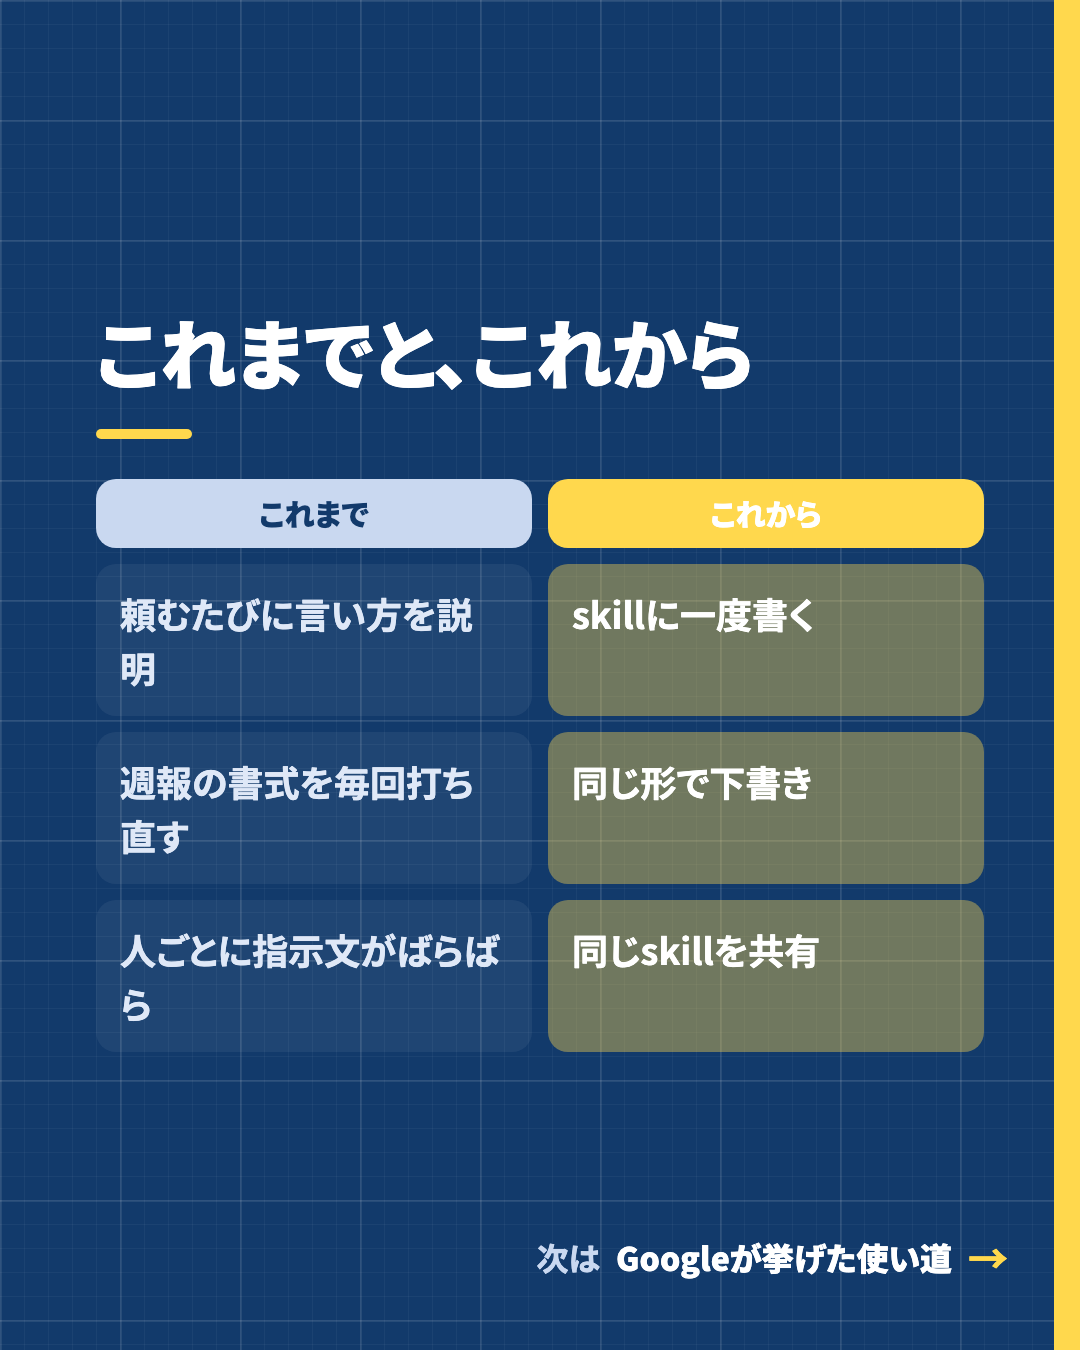 これまでと、これから
これまで
これから
頼むたびに言い方を説
明
skillに一度書く
週報の書式を毎回打ち
直す
同じ形で下書き
人ごとに指示文がばらば
ら
同じskillを共有
次は Googleが挙げた使い道 →